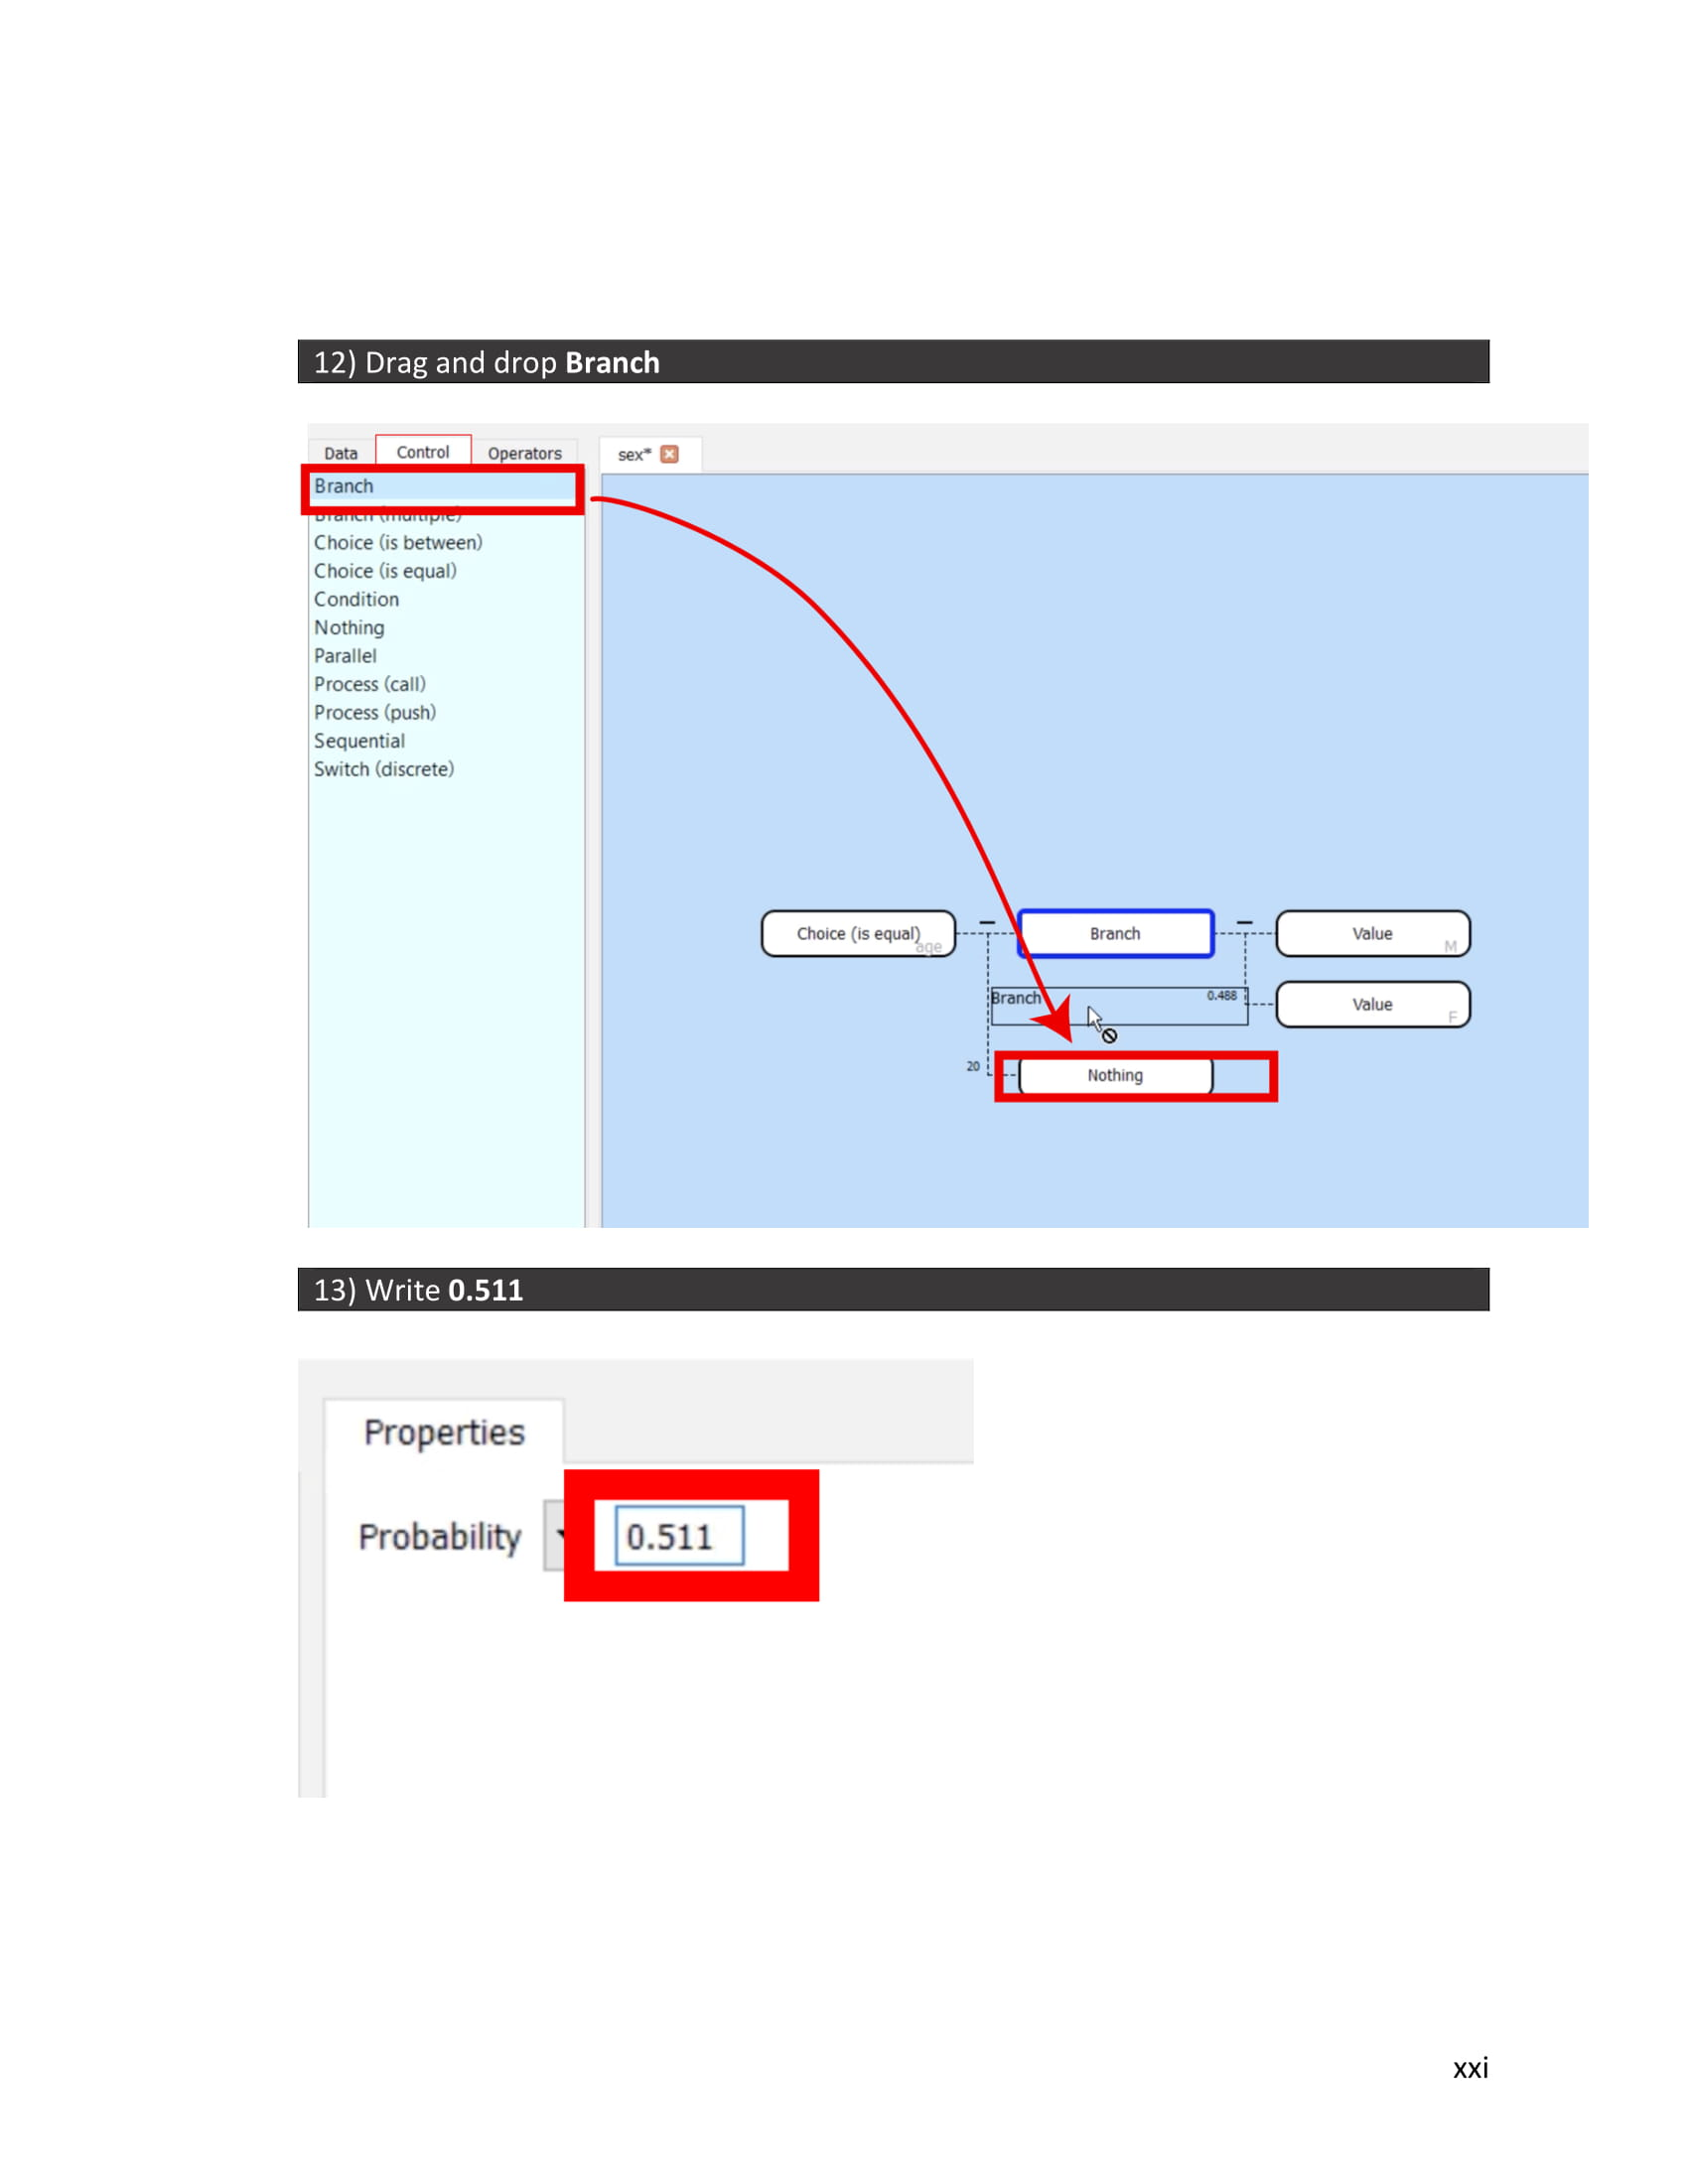 12) Drag and drop Branch
Data Control Operators sex*
Branch
Branch (multiple)
Choice (is between)
Choice (is equal)
Condition
Nothing
Parallel
Process (call)
Process (push)
Sequential
Switch (discrete)
Choice (is equal) Branch Value
age M
Branch 0.488 Value
F
20 Nothing
13) Write 0.511
Properties
Probability 0.511
xxi